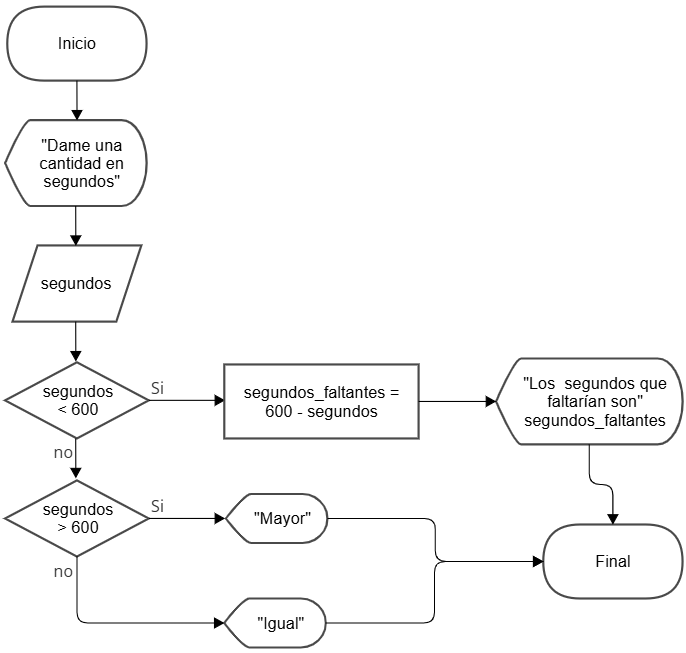 Inicio
"Dame una
cantidad en
segundos"
segundos
segundos
< 600
Si
segundos_faltantes =
600 - segundos
"Los  segundos que
faltarían son"
segundos_faltantes
no
segundos
> 600
Si
"Mayor"
Final
no
"Igual"